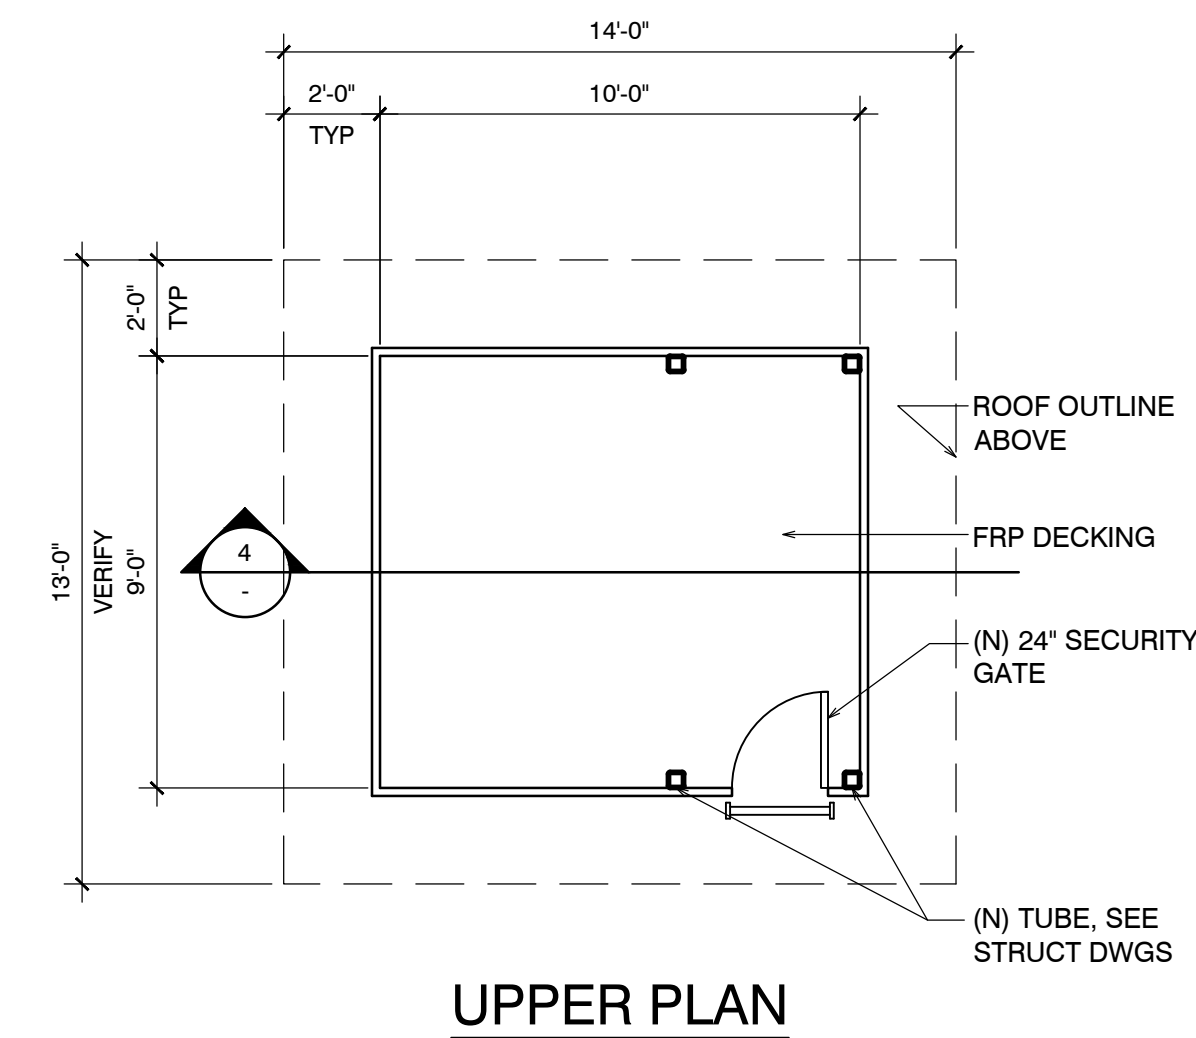 14'-0"
2'-0"
TYP
10'-0"
2'-0"
TYP
ROOF OUTLINE
ABOVE
FRP DECKING
13'-0"
VERIFY
9'-0"
4
-
(N) 24" SECURITY
GATE
(N) TUBE, SEE
STRUCT DWGS
UPPER PLAN